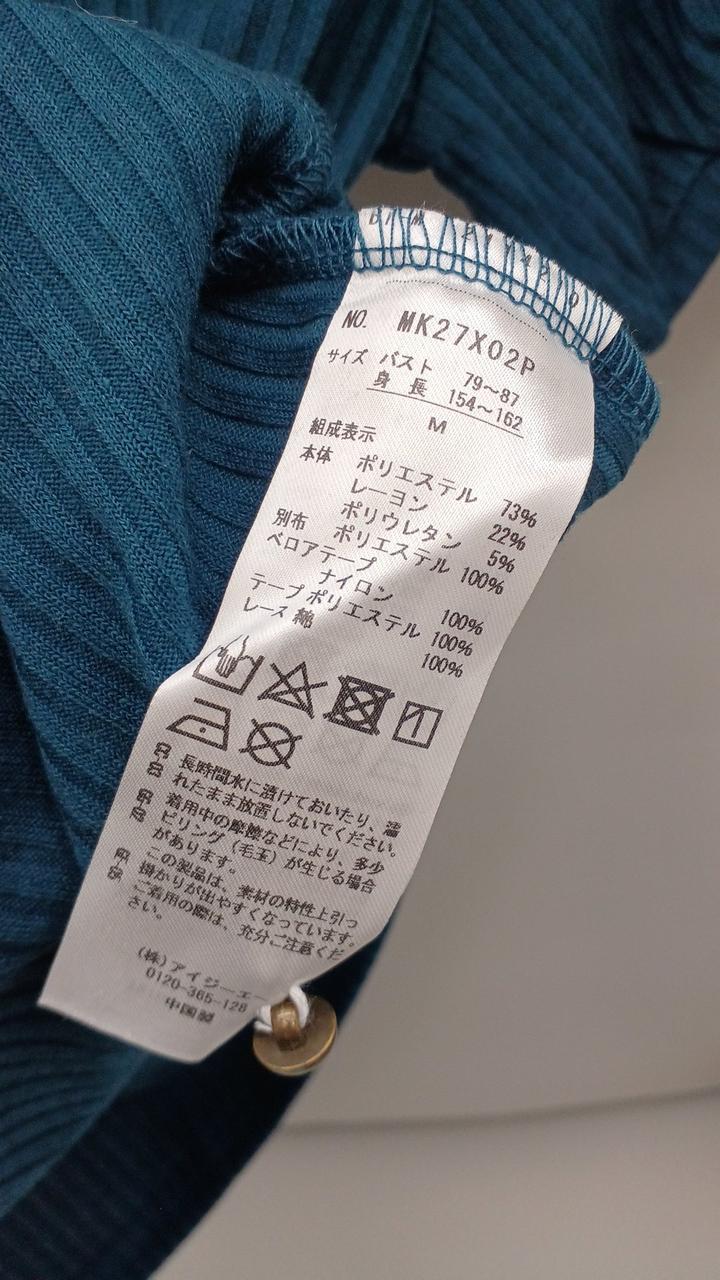 NO. MK27X02P
サイズ バスト 79～87
身長 154～162
M
組成表示
本体 ポリエステル 73%
レーヨン 22%
ポリウレタン 5%
別布 ポリエステル 100%
ベロアテープ
ナイロン 100%
テープ ポリエステル 100%
レース 綿 100%
長時間水に漬けておいたり、濡
れたまま放置しないでください。
着用中の摩擦などにより、多少
ピリング（毛玉）が生じる場合
があります。
この製品は、素材の特性上引っ
掛かりが出やすくなっています。
ご着用の際は、充分ご注意くだ
さい。
(株)アイジーエー
0120-365-128
中国製